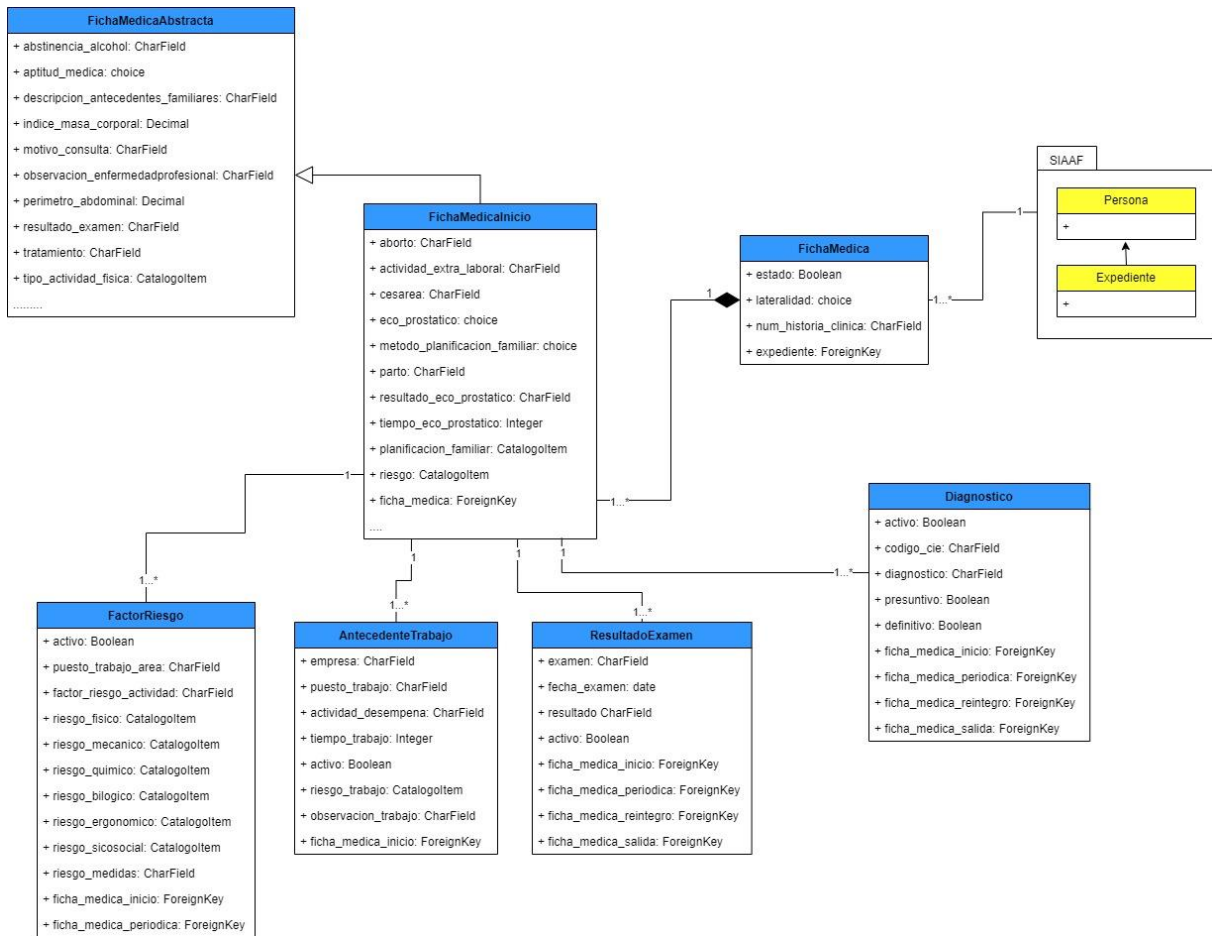 FichaMedicaAbstracta
+ abstinencia_alcohol: CharField
+ aptitud_medica: choice
+ descripcion_antecedentes_familiares: CharField
+ indice_masa_corporal: Decimal
+ motivo_consulta: CharField
+ observacion_enfermedadprofesional: CharField
+ perimetro_abdominal: Decimal
+ resultado_examen: CharField
+ tratamiento: CharField
+ tipo_actividad_fisica: CatalogoItem
.........
FichaMedicaInicio
+ aborto: CharField
+ actividad_extra_laboral: CharField
+ cesarea: CharField
+ eco_prostatico: choice
+ metodo_planificacion_familiar: choice
+ parto: CharField
+ resultado_eco_prostatico: CharField
+ tiempo_eco_prostatico: Integer
+ planificacion_familiar: CatalogoItem
+ riesgo: CatalogoItem
+ ficha_medica: ForeignKey
....
1
1...*
FichaMedica
+ estado: Boolean
+ lateralidad: choice
+ num_historia_clinica: CharField
+ expediente: ForeignKey
1...*
1
SIAAF
Persona
+
Expediente
+
1
1...*
1
1...*
1
1...*
1
1...*
FactorRiesgo
+ activo: Boolean
+ puesto_trabajo_area: CharField
+ factor_riesgo_actividad: CharField
+ riesgo_fisico: CatalogoItem
+ riesgo_mecanico: CatalogoItem
+ riesgo_quimico: CatalogoItem
+ riesgo_bilogico: CatalogoItem
+ riesgo_ergonomico: CatalogoItem
+ riesgo_sicosocial: CatalogoItem
+ riesgo_medidas: CharField
+ ficha_medica_inicio: ForeignKey
+ ficha_medica_periodica: ForeignKey
AntecedenteTrabajo
+ empresa: CharField
+ puesto_trabajo: CharField
+ actividad_desempena: CharField
+ tiempo_trabajo: Integer
+ activo: Boolean
+ riesgo_trabajo: CatalogoItem
+ observacion_trabajo: CharField
+ ficha_medica_inicio: ForeignKey
ResultadoExamen
+ examen: CharField
+ fecha_examen: date
+ resultado CharField
+ activo: Boolean
+ ficha_medica_inicio: ForeignKey
+ ficha_medica_periodica: ForeignKey
+ ficha_medica_reintegro: ForeignKey
+ ficha_medica_salida: ForeignKey
Diagnostico
+ activo: Boolean
+ codigo_cie: CharField
+ diagnostico: CharField
+ presuntivo: Boolean
+ definitivo: Boolean
+ ficha_medica_inicio: ForeignKey
+ ficha_medica_periodica: ForeignKey
+ ficha_medica_reintegro: ForeignKey
+ ficha_medica_salida: ForeignKey